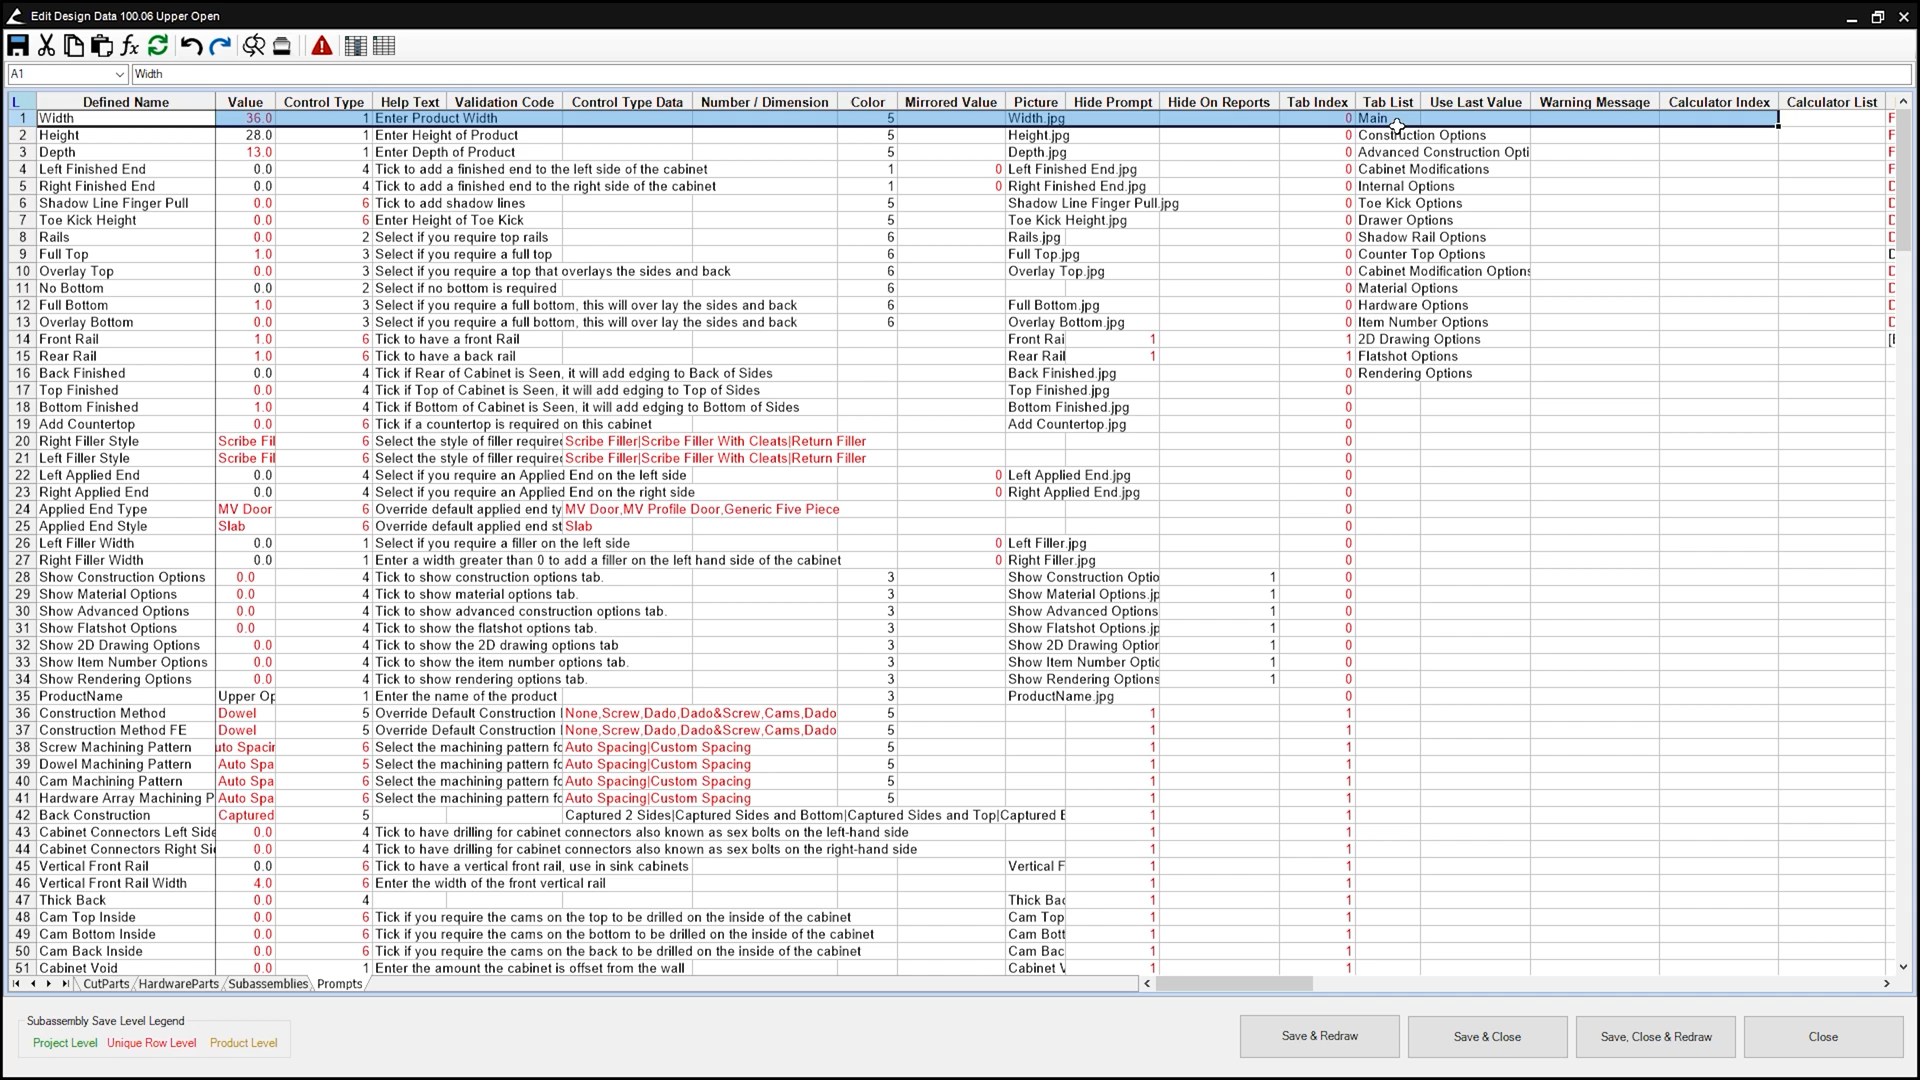 Edit Design Data 100.06 Upper Open
A1 Width
L Defined Name Value Control Type Help Text Validation Code Control Type Data Number / Dimension Color Mirrored Value Picture Hide Prompt Hide On Reports Tab Index Tab List Use Last Value Warning Message Calculator Index Calculator List
1 Width 36.0 1 Enter Product Width 5 Width.jpg 0 Main F
2 Height 28.0 1 Enter Height of Product 5 Height.jpg 0 Construction Options F
3 Depth 13.0 1 Enter Depth of Product 5 Depth.jpg 0 Advanced Construction Opti F
4 Left Finished End 0.0 4 Tick to add a finished end to the left side of the cabinet 1 0 Left Finished End.jpg 0 Cabinet Modifications F
5 Right Finished End 0.0 4 Tick to add a finished end to the right side of the cabinet 1 0 Right Finished End.jpg 0 Internal Options D
6 Shadow Line Finger Pull 0.0 6 Tick to add shadow lines 5 Shadow Line Finger Pull.jpg 0 Toe Kick Options D
7 Toe Kick Height 0.0 6 Enter Height of Toe Kick 5 Toe Kick Height.jpg 0 Drawer Options D
8 Rails 0.0 2 Select if you require top rails 6 Rails.jpg 0 Shadow Rail Options D
9 Full Top 1.0 3 Select if you require a full top 6 Full Top.jpg 0 Counter Top Options D
10 Overlay Top 0.0 3 Select if you require a top that overlays the sides and back 6 Overlay Top.jpg 0 Cabinet Modification Options D
11 No Bottom 0.0 2 Select if no bottom is required 6 0 Material Options D
12 Full Bottom 1.0 3 Select if you require a full bottom, this will over lay the sides and back 6 Full Bottom.jpg 0 Hardware Options D
13 Overlay Bottom 0.0 3 Select if you require a full bottom, this will over lay the sides and back 6 Overlay Bottom.jpg 0 Item Number Options D
14 Front Rail 1.0 6 Tick to have a front Rail Front Rai 1 1 2D Drawing Options
15 Rear Rail 1.0 6 Tick to have a back rail Rear Rail 1 1 Flatshot Options
16 Back Finished 0.0 4 Tick if Rear of Cabinet is Seen, it will add edging to Back of Sides Back Finished.jpg 0 Rendering Options
17 Top Finished 0.0 4 Tick if Top of Cabinet is Seen, it will add edging to Top of Sides Top Finished.jpg 0
18 Bottom Finished 1.0 4 Tick if Bottom of Cabinet is Seen, it will add edging to Bottom of Sides Bottom Finished.jpg 0
19 Add Countertop 0.0 6 Tick if a countertop is required on this cabinet Add Countertop.jpg 0
20 Right Filler Style Scribe Fil 6 Select the style of filler required Scribe Filler|Scribe Filler With Cleats|Return Filler 0
21 Left Filler Style Scribe Fil 6 Select the style of filler required Scribe Filler|Scribe Filler With Cleats|Return Filler 0
22 Left Applied End 0.0 4 Select if you require an Applied End on the left side 0 Left Applied End.jpg 0
23 Right Applied End 0.0 4 Select if you require an Applied End on the right side 0 Right Applied End.jpg 0
24 Applied End Type MV Door 6 Override default applied end ty MV Door,MV Profile Door,Generic Five Piece 0
25 Applied End Style Slab 6 Override default applied end st Slab 0
26 Left Filler Width 0.0 1 Select if you require a filler on the left side 0 Left Filler.jpg 0
27 Right Filler Width 0.0 1 Enter a width greater than 0 to add a filler on the left hand side of the cabinet 0 Right Filler.jpg 0
28 Show Construction Options 0.0 4 Tick to show construction options tab. 3 Show Construction Optio 1 0
29 Show Material Options 0.0 4 Tick to show material options tab. 3 Show Material Options.jp 1 0
30 Show Advanced Options 0.0 4 Tick to show advanced construction options tab. 3 Show Advanced Options 1 0
31 Show Flatshot Options 0.0 4 Tick to show the flatshot options tab. 3 Show Flatshot Options.jp 1 0
32 Show 2D Drawing Options 0.0 4 Tick to show the 2D drawing options tab 3 Show 2D Drawing Option 1 0
33 Show Item Number Options 0.0 4 Tick to show the item number options tab. 3 Show Item Number Optic 1 0
34 Show Rendering Options 0.0 4 Tick to show rendering options tab. 3 Show Rendering Options 1 0
35 ProductName Upper Op 1 Enter the name of the product 3 ProductName.jpg 0
36 Construction Method Dowel 5 Override Default Construction None,Screw,Dado,Dado&Screw,Cams,Dado 5 1 1
37 Construction Method FE Dowel 5 Override Default Construction None,Screw,Dado,Dado&Screw,Cams,Dado 5 1 1
38 Screw Machining Pattern uto Spacin 6 Select the machining pattern fo Auto Spacing|Custom Spacing 5 1 1
39 Dowel Machining Pattern Auto Spa 5 Select the machining pattern fo Auto Spacing|Custom Spacing 5 1 1
40 Cam Machining Pattern Auto Spa 6 Select the machining pattern fo Auto Spacing|Custom Spacing 5 1 1
41 Hardware Array Machining P Auto Spa 6 Select the machining pattern fo Auto Spacing|Custom Spacing 5 1 1
42 Back Construction Captured 5 Captured 2 Sides|Captured Sides and Bottom|Captured Sides and Top|Captured E 1 1
43 Cabinet Connectors Left Side 0.0 4 Tick to have drilling for cabinet connectors also known as sex bolts on the left-hand side 1 1
44 Cabinet Connectors Right Si 0.0 4 Tick to have drilling for cabinet connectors also known as sex bolts on the right-hand side 1 1
45 Vertical Front Rail 0.0 6 Tick to have a vertical front rail, use in sink cabinets Vertical F 1 1
46 Vertical Front Rail Width 4.0 6 Enter the width of the front vertical rail 1 1
47 Thick Back 0.0 4 Thick Bac 1 1
48 Cam Top Inside 0.0 6 Tick if you require the cams on the top to be drilled on the inside of the cabinet Cam Top 1 1
49 Cam Bottom Inside 0.0 6 Tick if you require the cams on the bottom to be drilled on the inside of the cabinet Cam Bott 1 1
50 Cam Back Inside 0.0 6 Tick if you require the cams on the back to be drilled on the inside of the cabinet Cam Bac 1 1
51 Cabinet Void 0.0 1 Enter the amount the cabinet is offset from the wall Cabinet V 1 1
CutParts HardwareParts Subassemblies Prompts
Subassembly Save Level Legend
Project Level Unique Row Level Product Level
Save & Redraw Save & Close Save, Close & Redraw Close